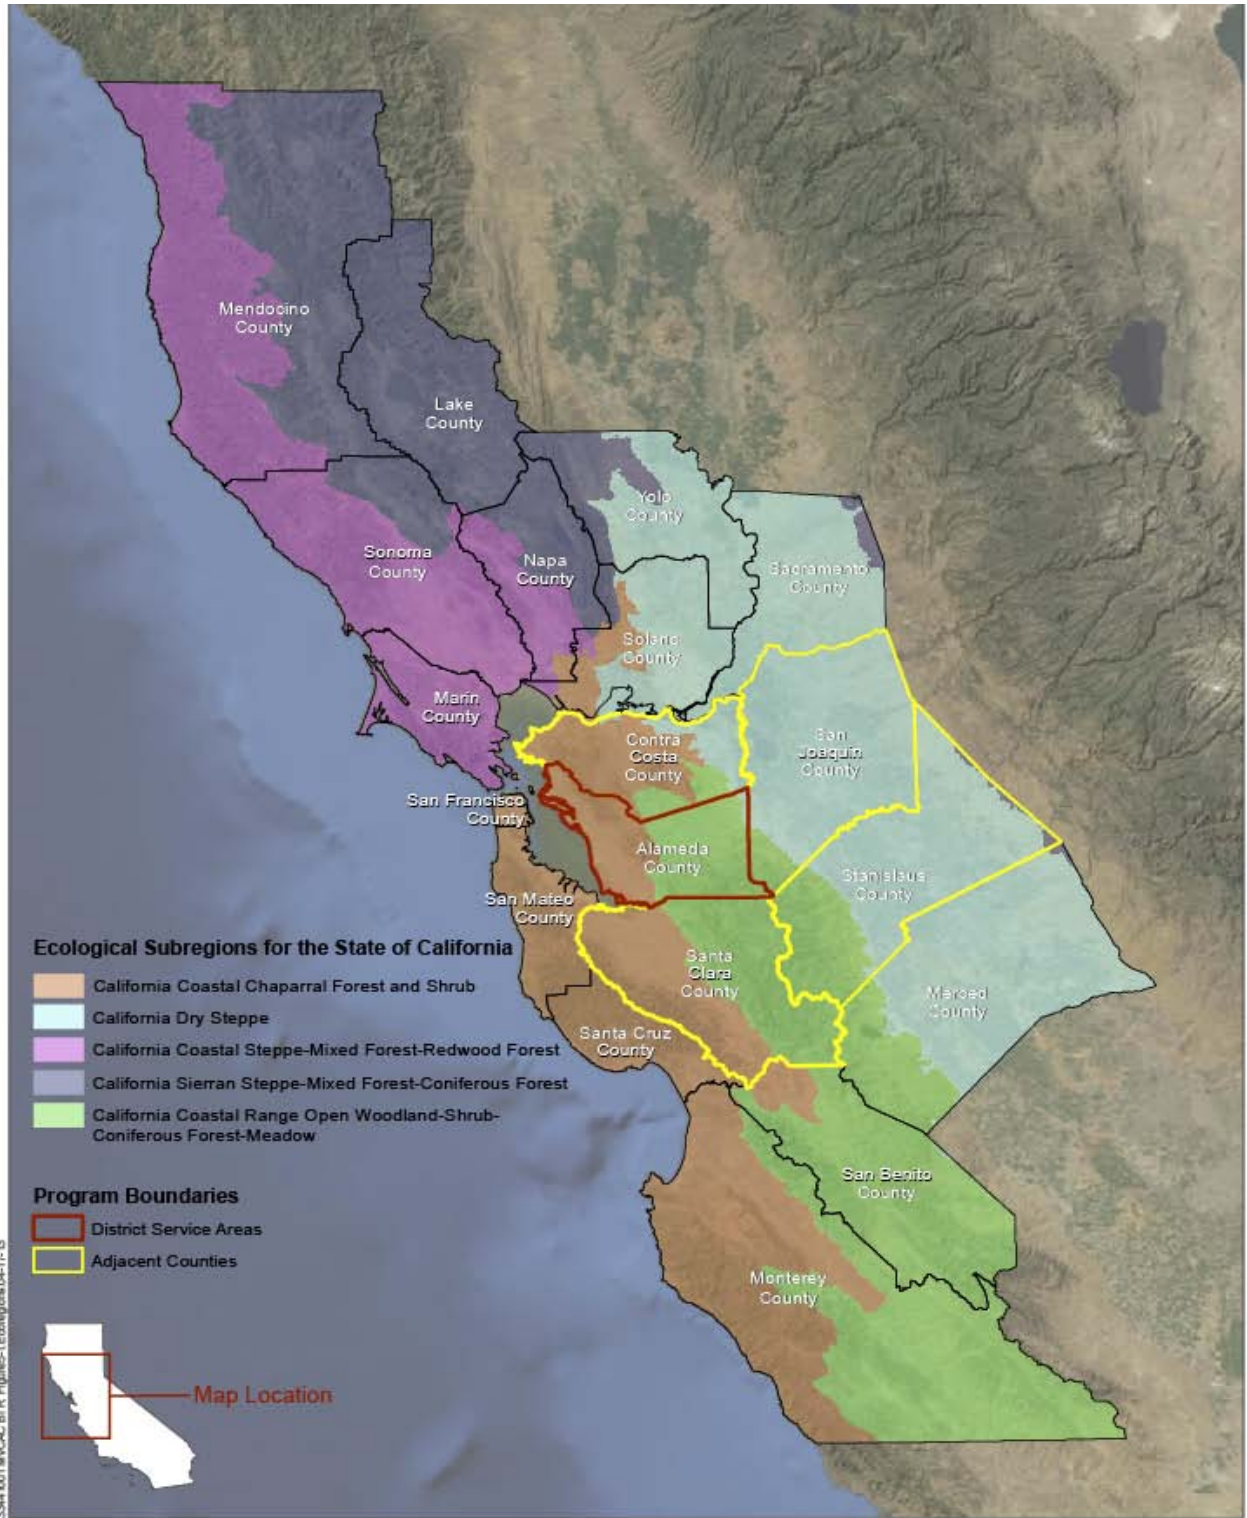 Mendocino
County
Lake
County
Yolo
County
Sonoma
County
Napa
County
Sacramento
County
Solano
County
Marin
County
Contra
Costa
County
San
Joaquin
County
San Francisco
County
Alameda
County
Stanislaus
County
San Mateo
County
Ecological Subregions for the State of California
California Coastal Chaparral Forest and Shrub
California Dry Steppe
California Coastal Steppe-Mixed Forest-Redwood Forest
California Sierran Steppe-Mixed Forest-Coniferous Forest
California Coastal Range Open Woodland-Shrub-
Coniferous Forest-Meadow
Santa
Clara
County
Merced
County
Santa Cruz
County
Program Boundaries
District Service Areas
Adjacent Counties
San Benito
County
Monterey
County
Map Location